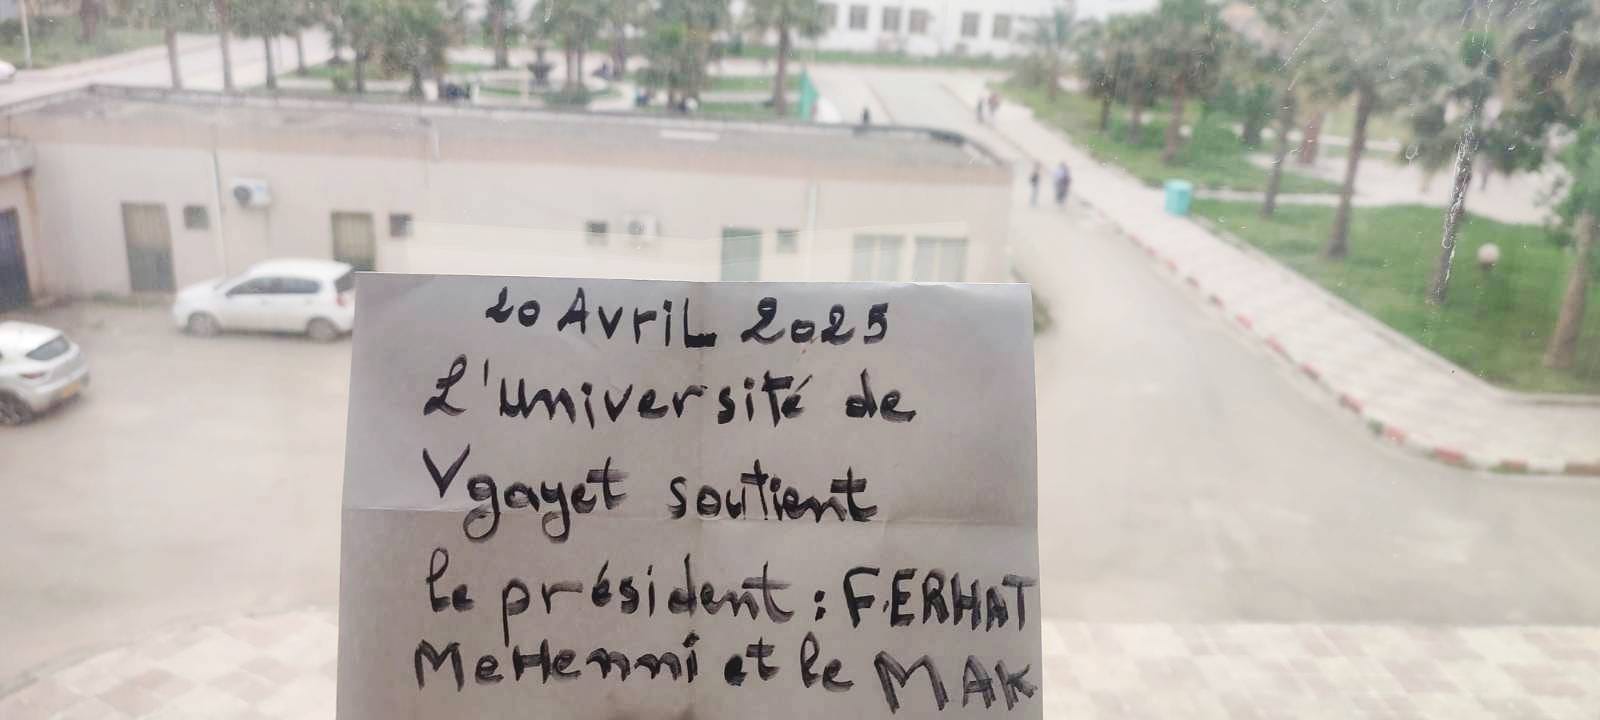 20 AVriL 2025
L'Université de
Vgayet soutient
le président : FERHAT
MeHenni et le MAK